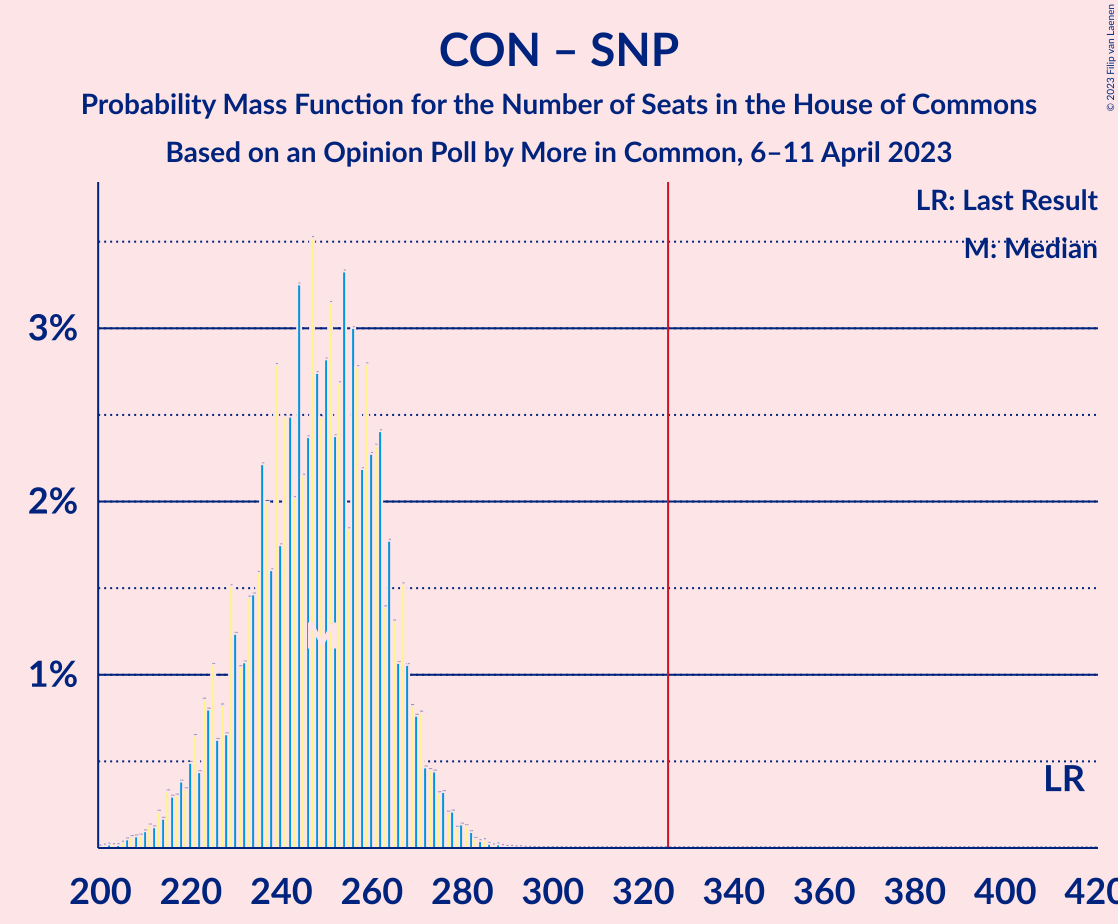 CON – SNP
Probability Mass Function for the Number of Seats in the House of Commons
Based on an Opinion Poll by More in Common, 6–11 April 2023
© 2023 Filip van Laenen
LR: Last Result
M: Median
3%
2%
1%
M
LR
200 220 240 260 280 300 320 340 360 380 400 420